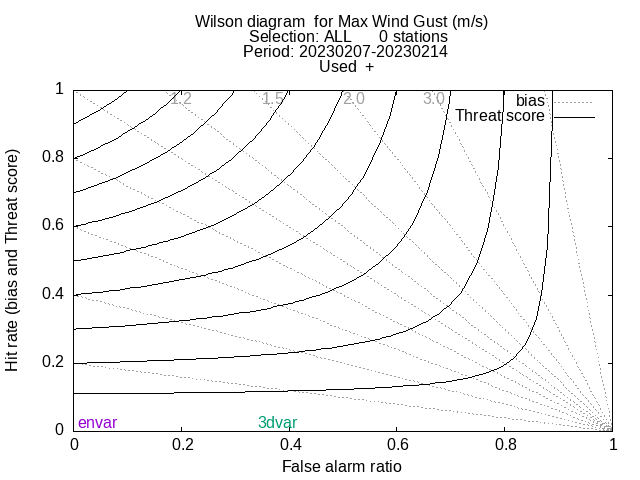 Wilson diagram  for Max Wind Gust (m/s)
Selection: ALL      0 stations
Period: 20230207-20230214
Used  +
1.2 1.5 2.0 3.0
bias
Threat score
1
0.8
0.6
0.4
0.2
0
Hit rate (bias and Threat score)
envar 3dvar
0 0.2 0.4 0.6 0.8 1
False alarm ratio